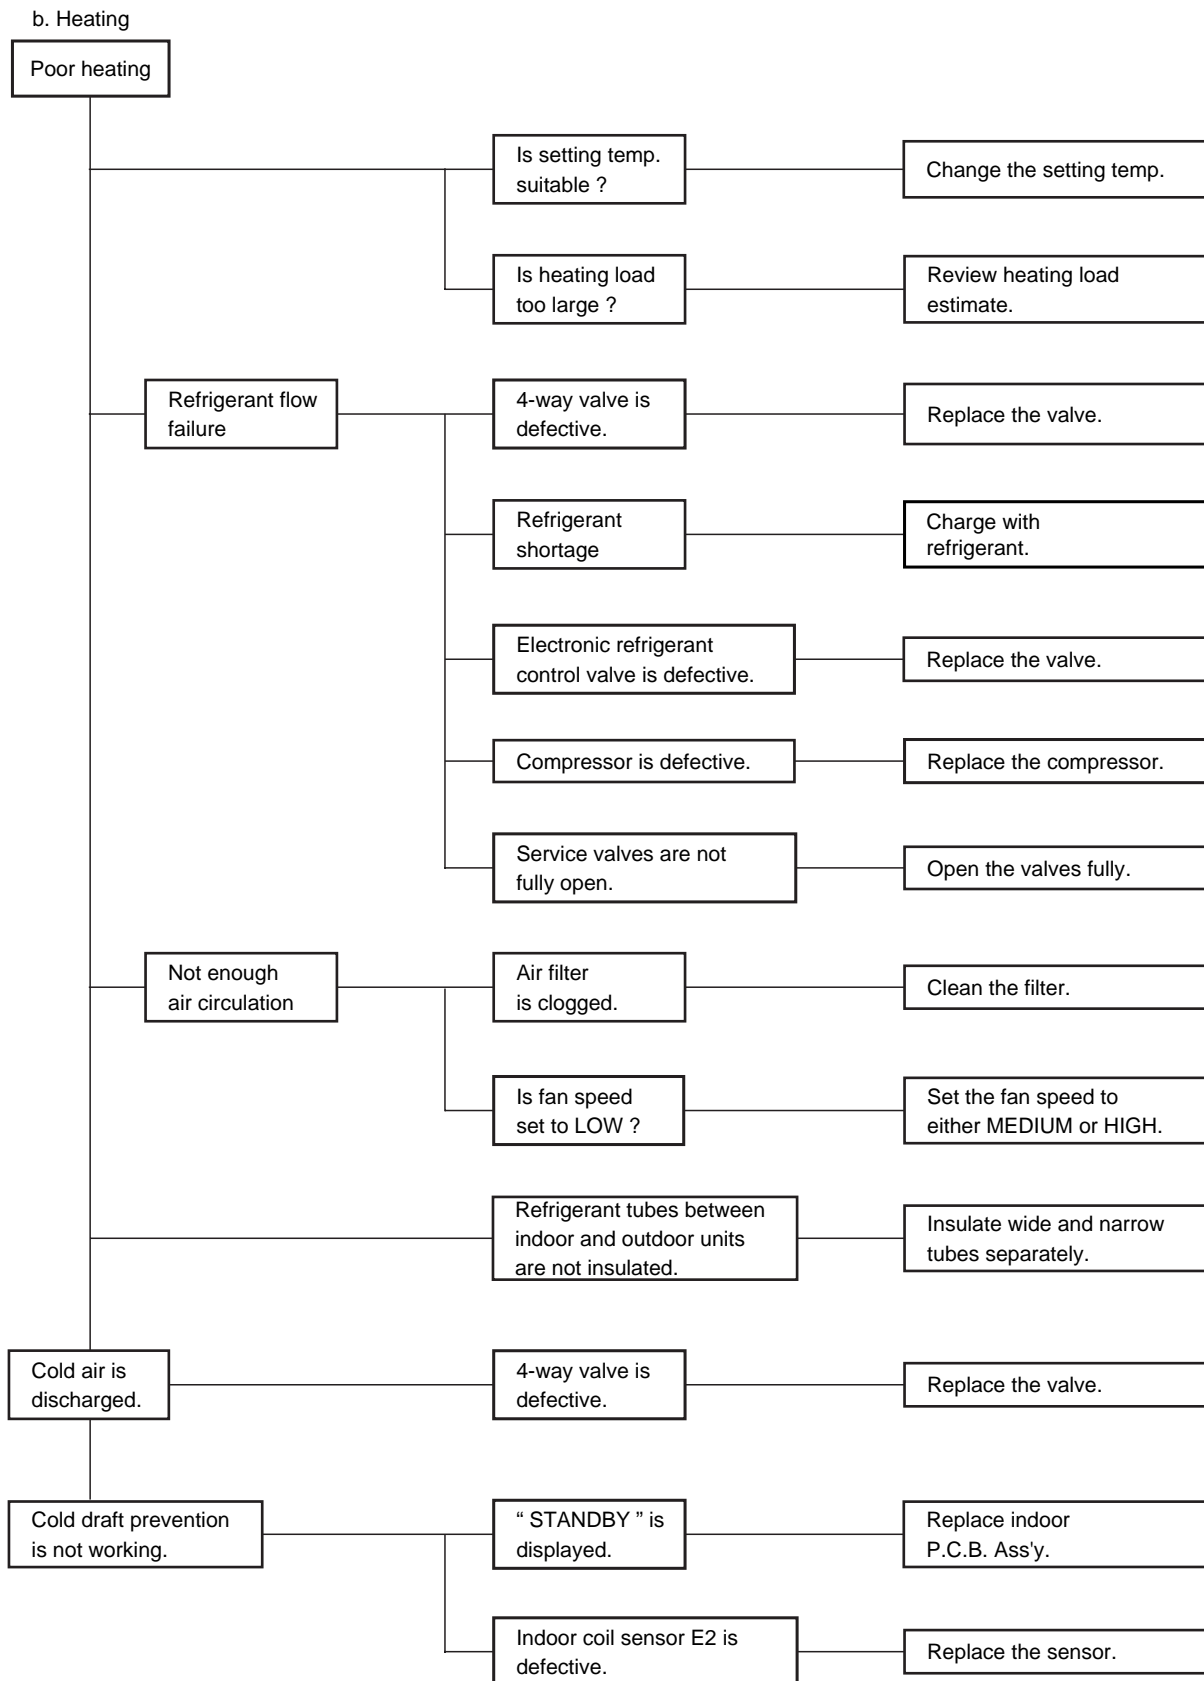 b. Heating
Poor heating
Is setting temp.
suitable ?
Change the setting temp.
Is heating load
too large ?
Review heating load
estimate.
Refrigerant flow
failure
4-way valve is
defective.
Replace the valve.
Refrigerant
shortage
Charge with
refrigerant.
Electronic refrigerant
control valve is defective.
Replace the valve.
Compressor is defective.
Replace the compressor.
Service valves are not
fully open.
Open the valves fully.
Not enough
air circulation
Air filter
is clogged.
Clean the filter.
Is fan speed
set to LOW ?
Set the fan speed to
either MEDIUM or HIGH.
Refrigerant tubes between
indoor and outdoor units
are not insulated.
Insulate wide and narrow
tubes separately.
Cold air is
discharged.
4-way valve is
defective.
Replace the valve.
Cold draft prevention
is not working.
“ STANDBY ” is
displayed.
Replace indoor
P.C.B. Ass'y.
Indoor coil sensor E2 is
defective.
Replace the sensor.